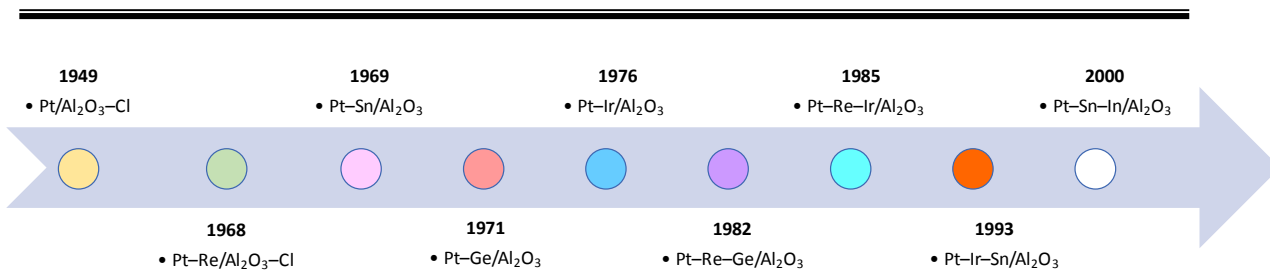 1949
• Pt/Al₂O₃–Cl
1968
• Pt–Re/Al₂O₃–Cl
1969
• Pt–Sn/Al₂O₃
1971
• Pt–Ge/Al₂O₃
1976
• Pt–Ir/Al₂O₃
1982
• Pt–Re–Ge/Al₂O₃
1985
• Pt–Re–Ir/Al₂O₃
1993
• Pt–Ir–Sn/Al₂O₃
2000
• Pt–Sn–In/Al₂O₃